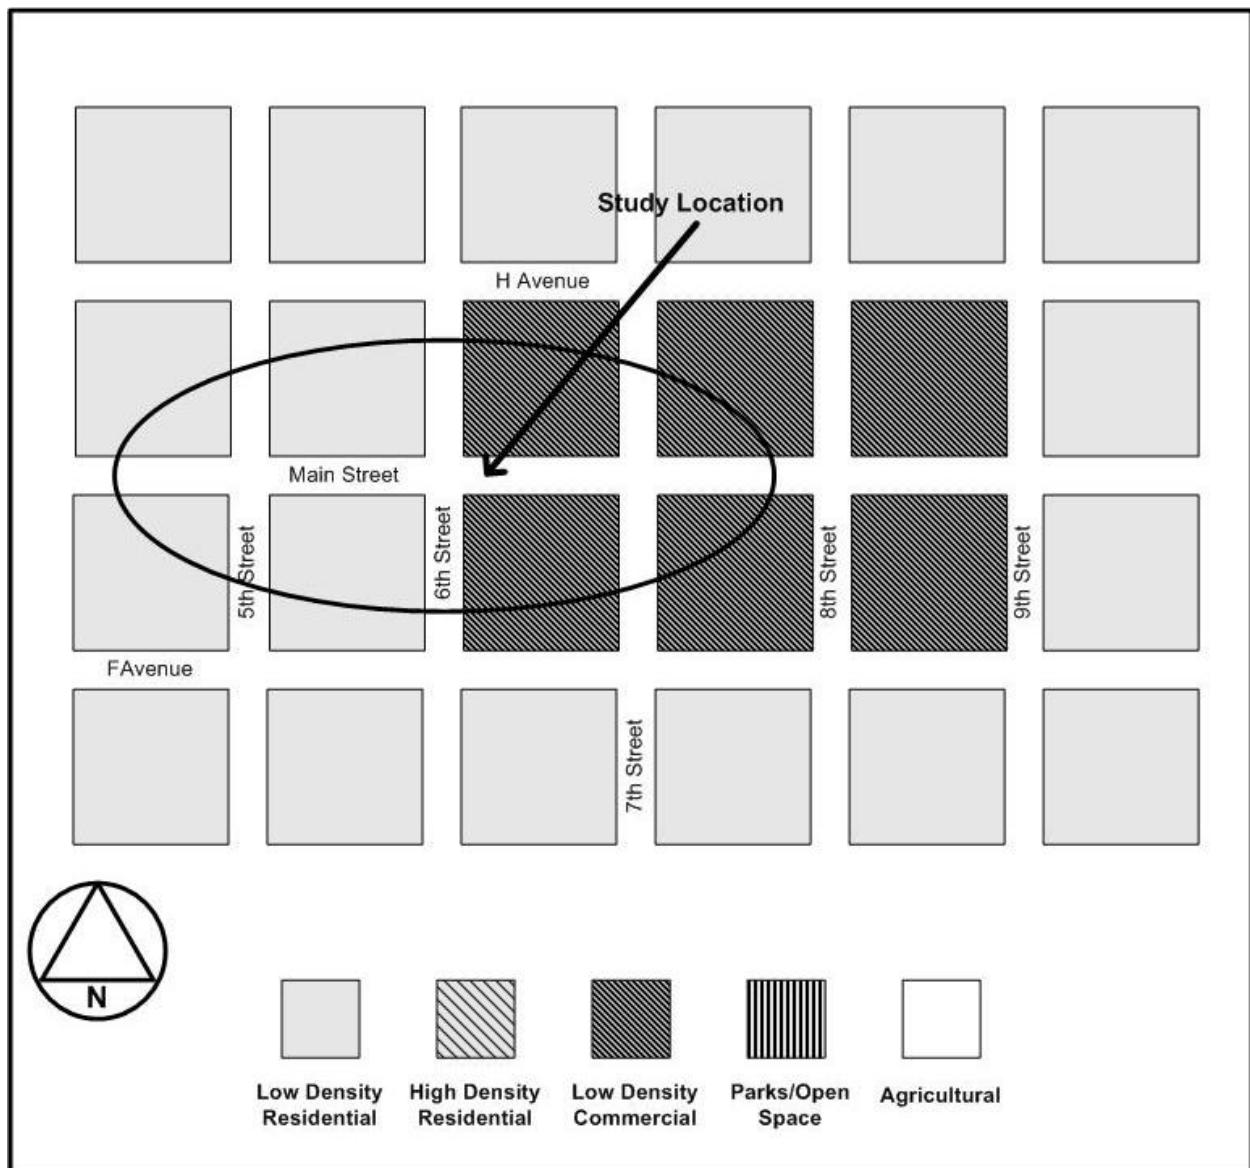 Study Location
H Avenue
Main Street
5th Street
6th Street
8th Street
9th Street
FAvenue
7th Street
N
Low Density
Residential
High Density
Residential
Low Density
Commercial
Parks/Open
Space
Agricultural